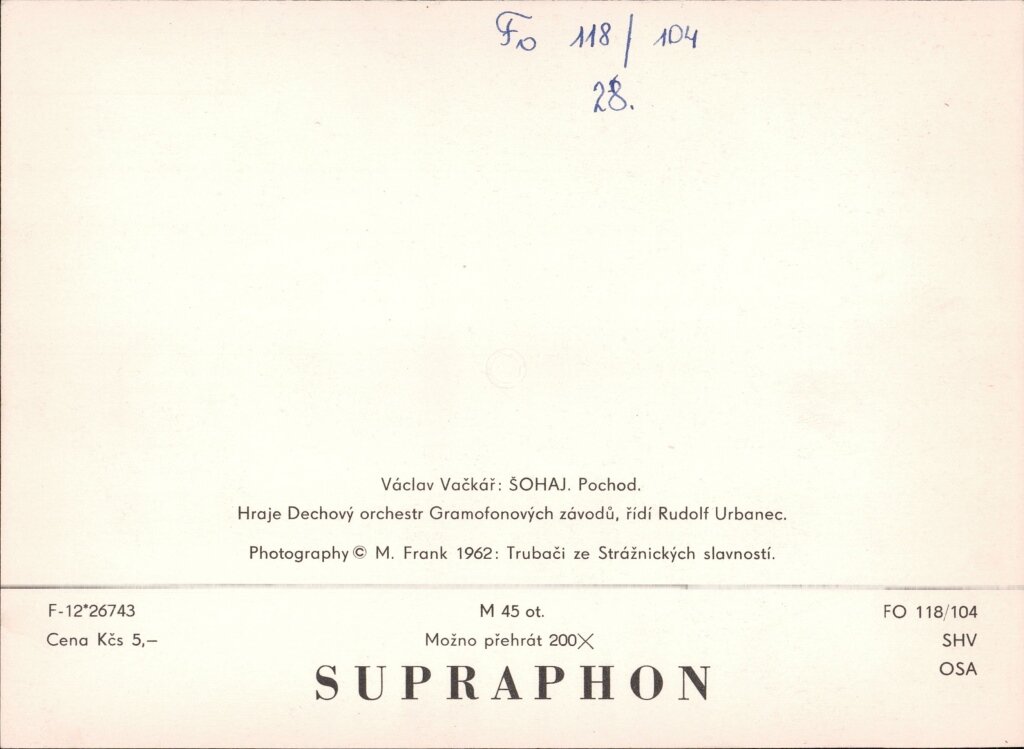 Fo 118/104
28.
Václav Vačkář: ŠOHAJ. Pochod.
Hraje Dechový orchestr Gramofonových závodů, řídí Rudolf Urbanec.
Photography © M. Frank 1962: Trubači ze Strážnických slavností.
F-12*26743 M 45 ot. FO 118/104
Cena Kčs 5,— Možno přehrát 200× SHV
OSA
SUPRAPHON